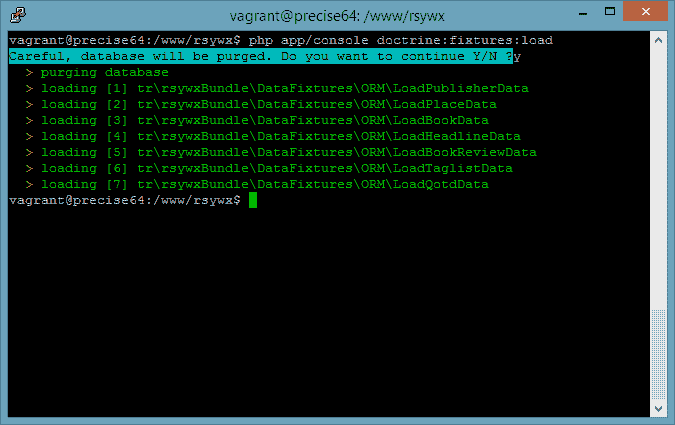 vagrant@precise64: /www/rsywx
vagrant@precise64:/www/rsywx$ php app/console doctrine:fixtures:load
Careful, database will be purged. Do you want to continue Y/N ?y
> purging database
> loading [1] tr\rsywxBundle\DataFixtures\ORM\LoadPublisherData
> loading [2] tr\rsywxBundle\DataFixtures\ORM\LoadPlaceData
> loading [3] tr\rsywxBundle\DataFixtures\ORM\LoadBookData
> loading [4] tr\rsywxBundle\DataFixtures\ORM\LoadHeadlineData
> loading [5] tr\rsywxBundle\DataFixtures\ORM\LoadBookReviewData
> loading [6] tr\rsywxBundle\DataFixtures\ORM\LoadTaglistData
> loading [7] tr\rsywxBundle\DataFixtures\ORM\LoadQotdData
vagrant@precise64:/www/rsywx$